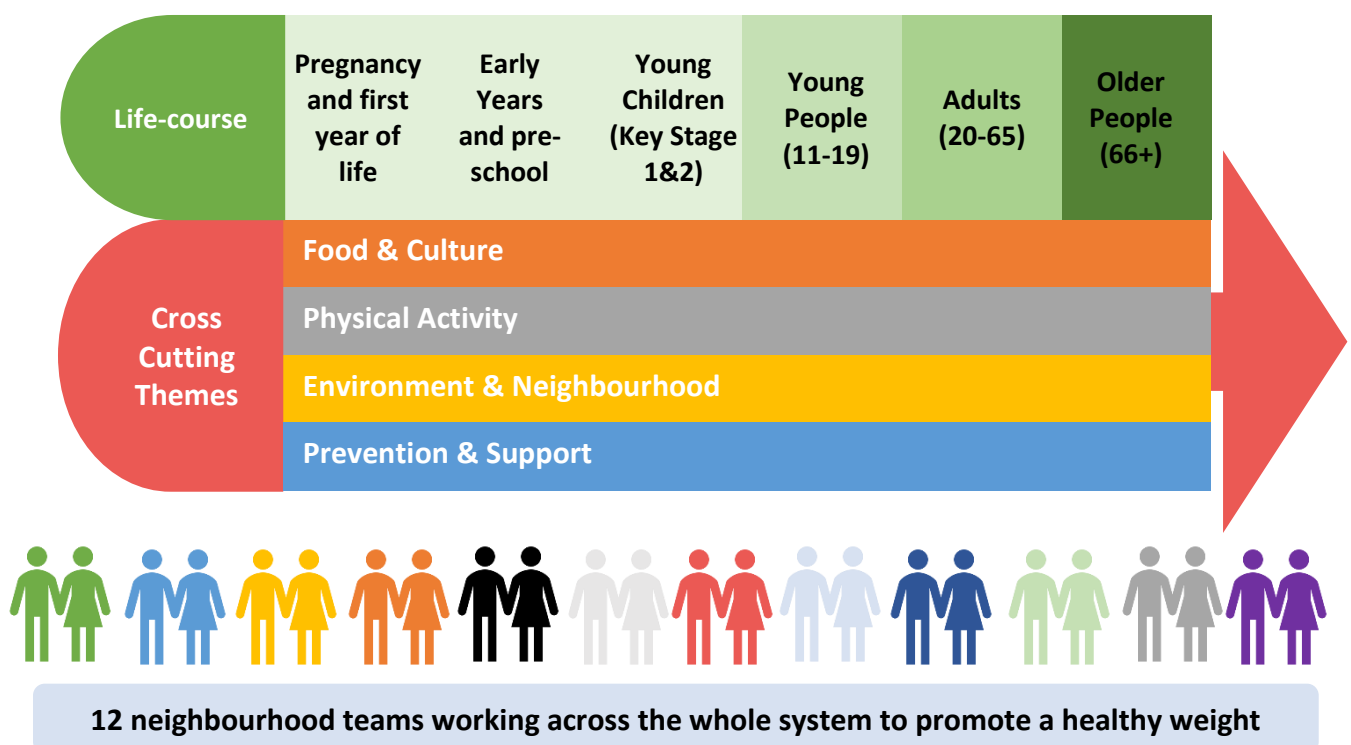 Life-course
Pregnancy
and first
year of
life
Early
Years
and pre-
school
Young
Children
(Key Stage
1&2)
Young
People
(11-19)
Adults
(20-65)
Older
People
(66+)
Cross
Cutting
Themes
Food & Culture
Physical Activity
Environment & Neighbourhood
Prevention & Support
12 neighbourhood teams working across the whole system to promote a healthy weight